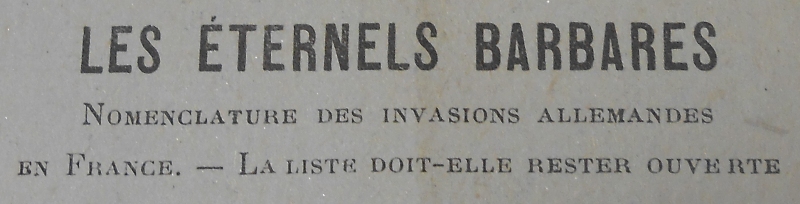 LES ÉTERNELS BARBARES
NOMENCLATURE DES INVASIONS ALLEMANDES
EN FRANCE. — LA LISTE DOIT-ELLE RESTER OUVERTE